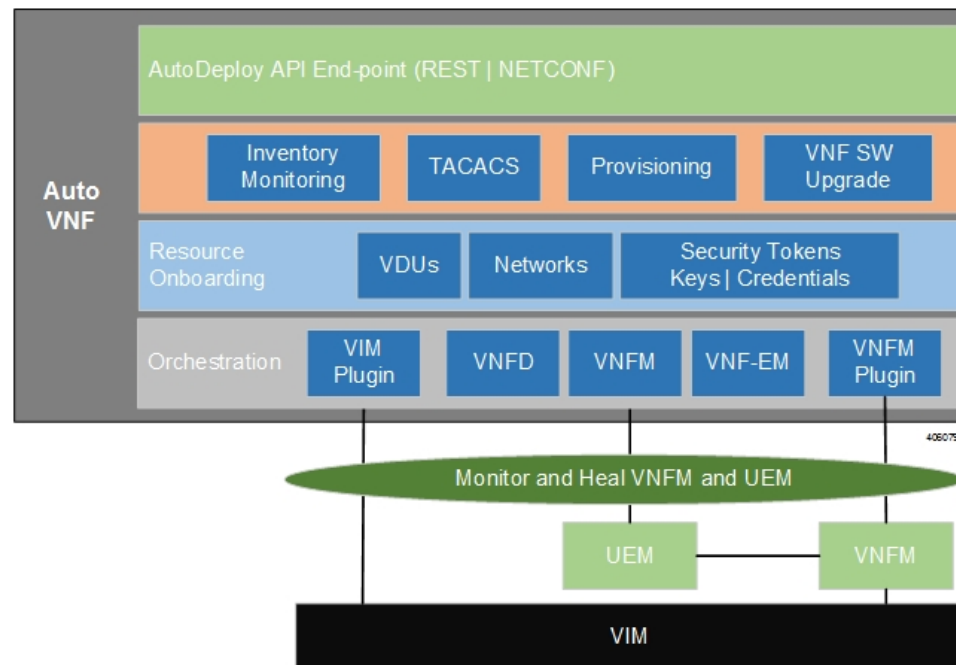 AutoDeploy API End-point (REST | NETCONF)
Auto
VNF
Inventory
Monitoring
TACACS
Provisioning
VNF SW
Upgrade
Resource
Onboarding
VDUs
Networks
Security Tokens
Keys | Credentials
Orchestration
VIM
Plugin
VNFD
VNFM
VNF-EM
VNFM
Plugin
406079
Monitor and Heal VNFM and UEM
UEM
VNFM
VIM